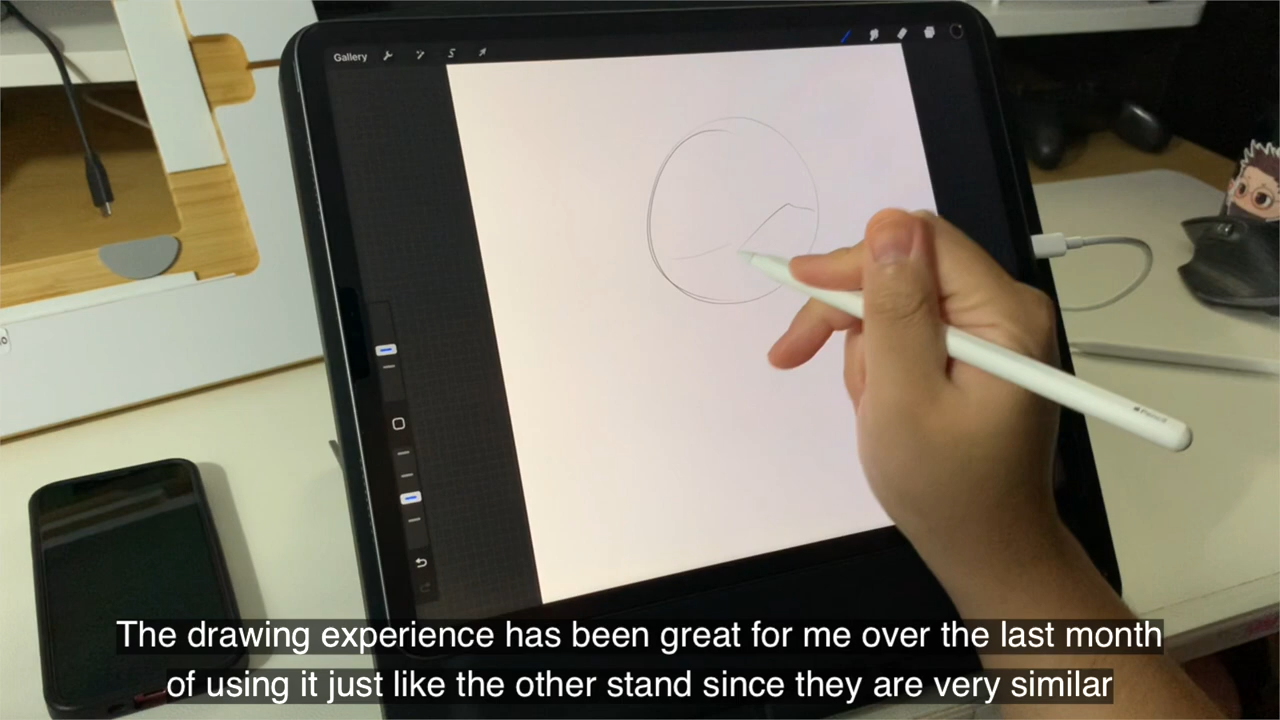 Gallery
The drawing experience has been great for me over the last month
of using it just like the other stand since they are very similar